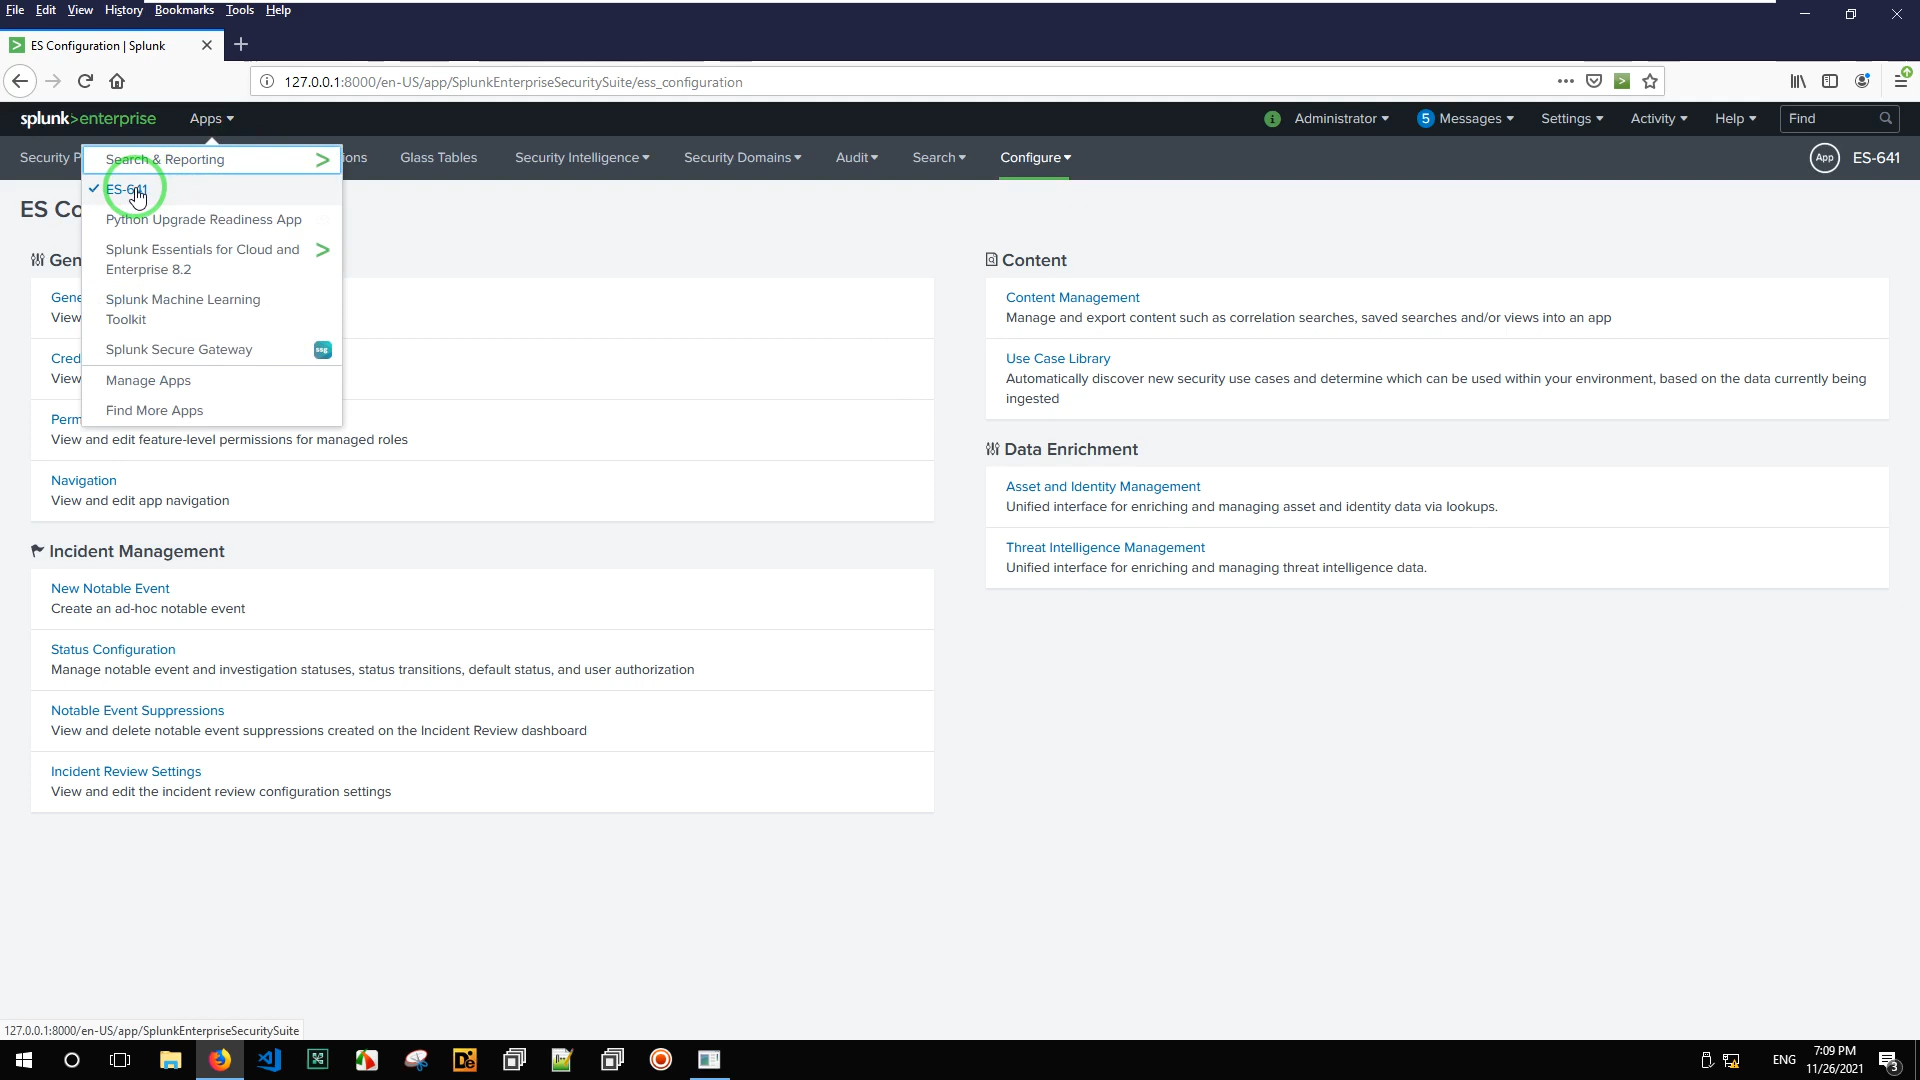 File Edit View History Bookmarks Tools Help
ES Configuration | Splunk
127.0.0.1:8000/en-US/app/SplunkEnterpriseSecuritySuite/ess_configuration
splunk>enterprise Apps
i Administrator 5 Messages Settings Activity Help Find
Security P
ions Glass Tables Security Intelligence Security Domains Audit Search Configure App ES-641
Search & Reporting
ES-641
Python Upgrade Readiness App
Splunk Essentials for Cloud and
Enterprise 8.2
Splunk Machine Learning
Toolkit
Splunk Secure Gateway ssg
Manage Apps
Find More Apps
ES Co
Gen
Gene
View
Cred
View
Perm
View and edit feature-level permissions for managed roles
Navigation
View and edit app navigation
Incident Management
New Notable Event
Create an ad-hoc notable event
Status Configuration
Manage notable event and investigation statuses, status transitions, default status, and user authorization
Notable Event Suppressions
View and delete notable event suppressions created on the Incident Review dashboard
Incident Review Settings
View and edit the incident review configuration settings
Content
Content Management
Manage and export content such as correlation searches, saved searches and/or views into an app
Use Case Library
Automatically discover new security use cases and determine which can be used within your environment, based on the data currently being
ingested
Data Enrichment
Asset and Identity Management
Unified interface for enriching and managing asset and identity data via lookups.
Threat Intelligence Management
Unified interface for enriching and managing threat intelligence data.
127.0.0.1:8000/en-US/app/SplunkEnterpriseSecuritySuite
De
ENG
7:09 PM
11/26/2021
3